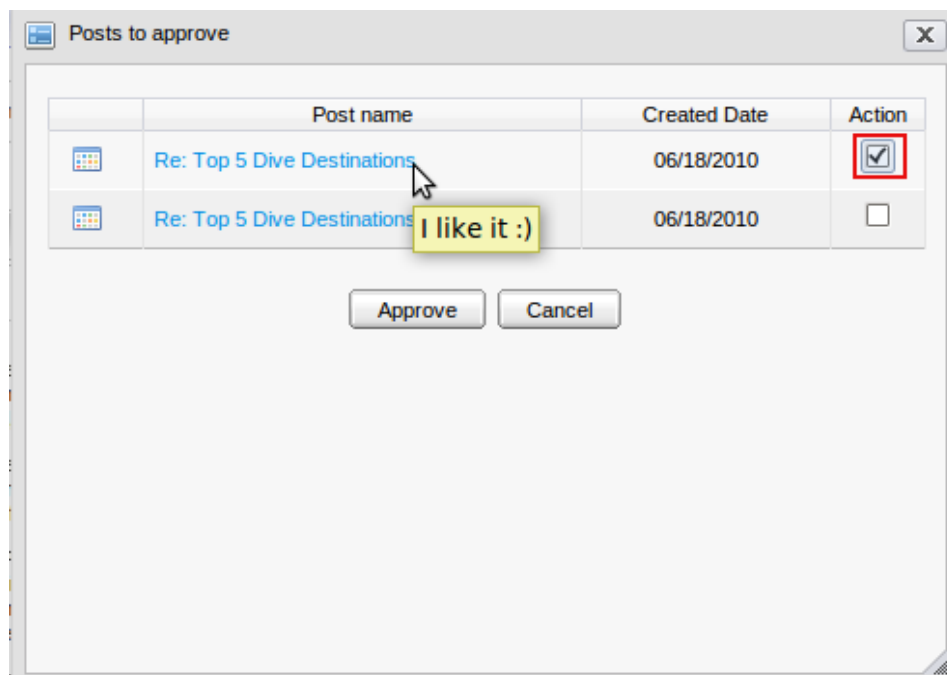 Posts to approve
Post name Created Date Action
Re: Top 5 Dive Destinations 06/18/2010
Re: Top 5 Dive Destinations 06/18/2010
I like it :)
Approve Cancel